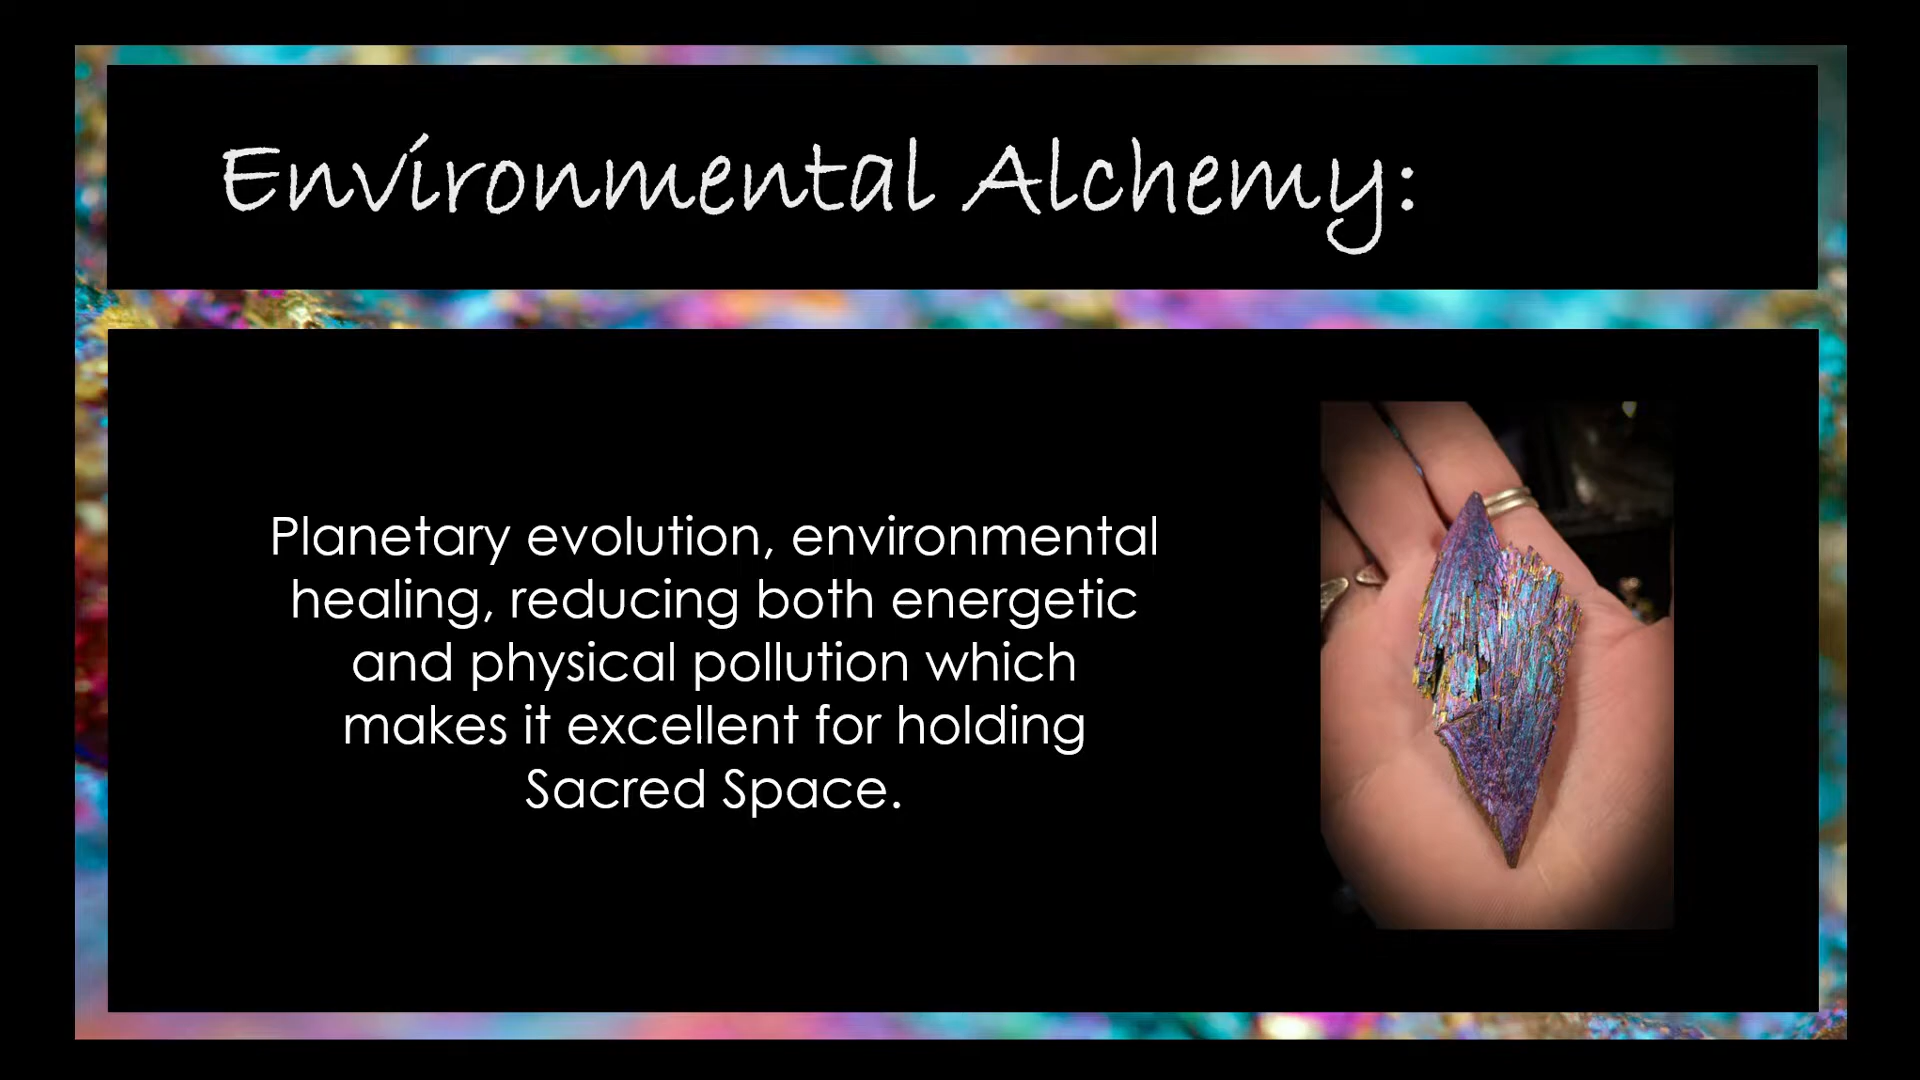 Environmental Alchemy:
Planetary evolution, environmental
healing, reducing both energetic
and physical pollution which
makes it excellent for holding
Sacred Space.